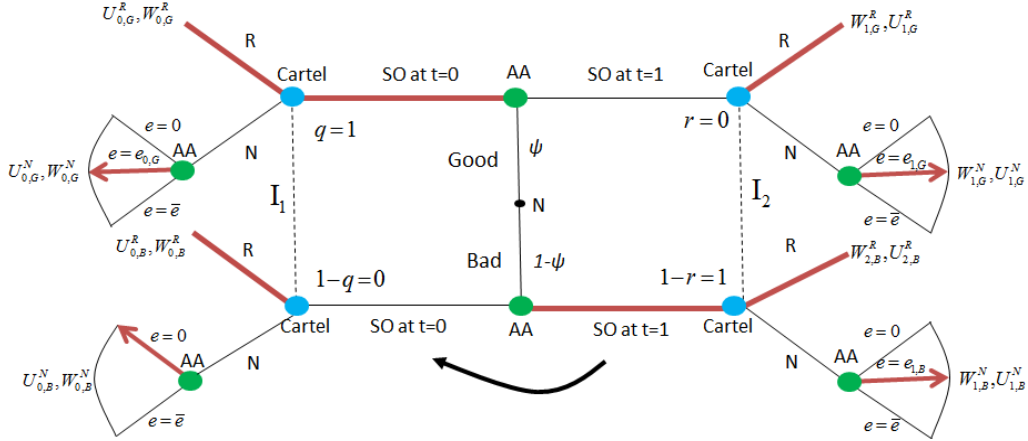 U^R_{0,G}, W^R_{0,G}
W^R_{1,G}, U^R_{1,G}
R
R
Cartel
SO at t=0
AA
SO at t=1
Cartel
e = 0
q = 1
r = 0
e = 0
AA
N
ψ
N
AA
U^N_{0,G}, W^N_{0,G}
e = e_{0,G}
Good
e = e_{1,G}
W^N_{1,G}, U^N_{1,G}
e = e̅
I_1
N
I_2
e = e̅
U^R_{0,B}, W^R_{0,B}
R
R
W^R_{2,B}, U^R_{2,B}
Bad
1-ψ
1−q = 0
1−r = 1
Cartel
SO at t=0
AA
SO at t=1
Cartel
e = 0
AA
N
N
AA
e = 0
U^N_{0,B}, W^N_{0,B}
e = e_{1,B}
W^N_{1,B}, U^N_{1,B}
e = e̅
e = e̅